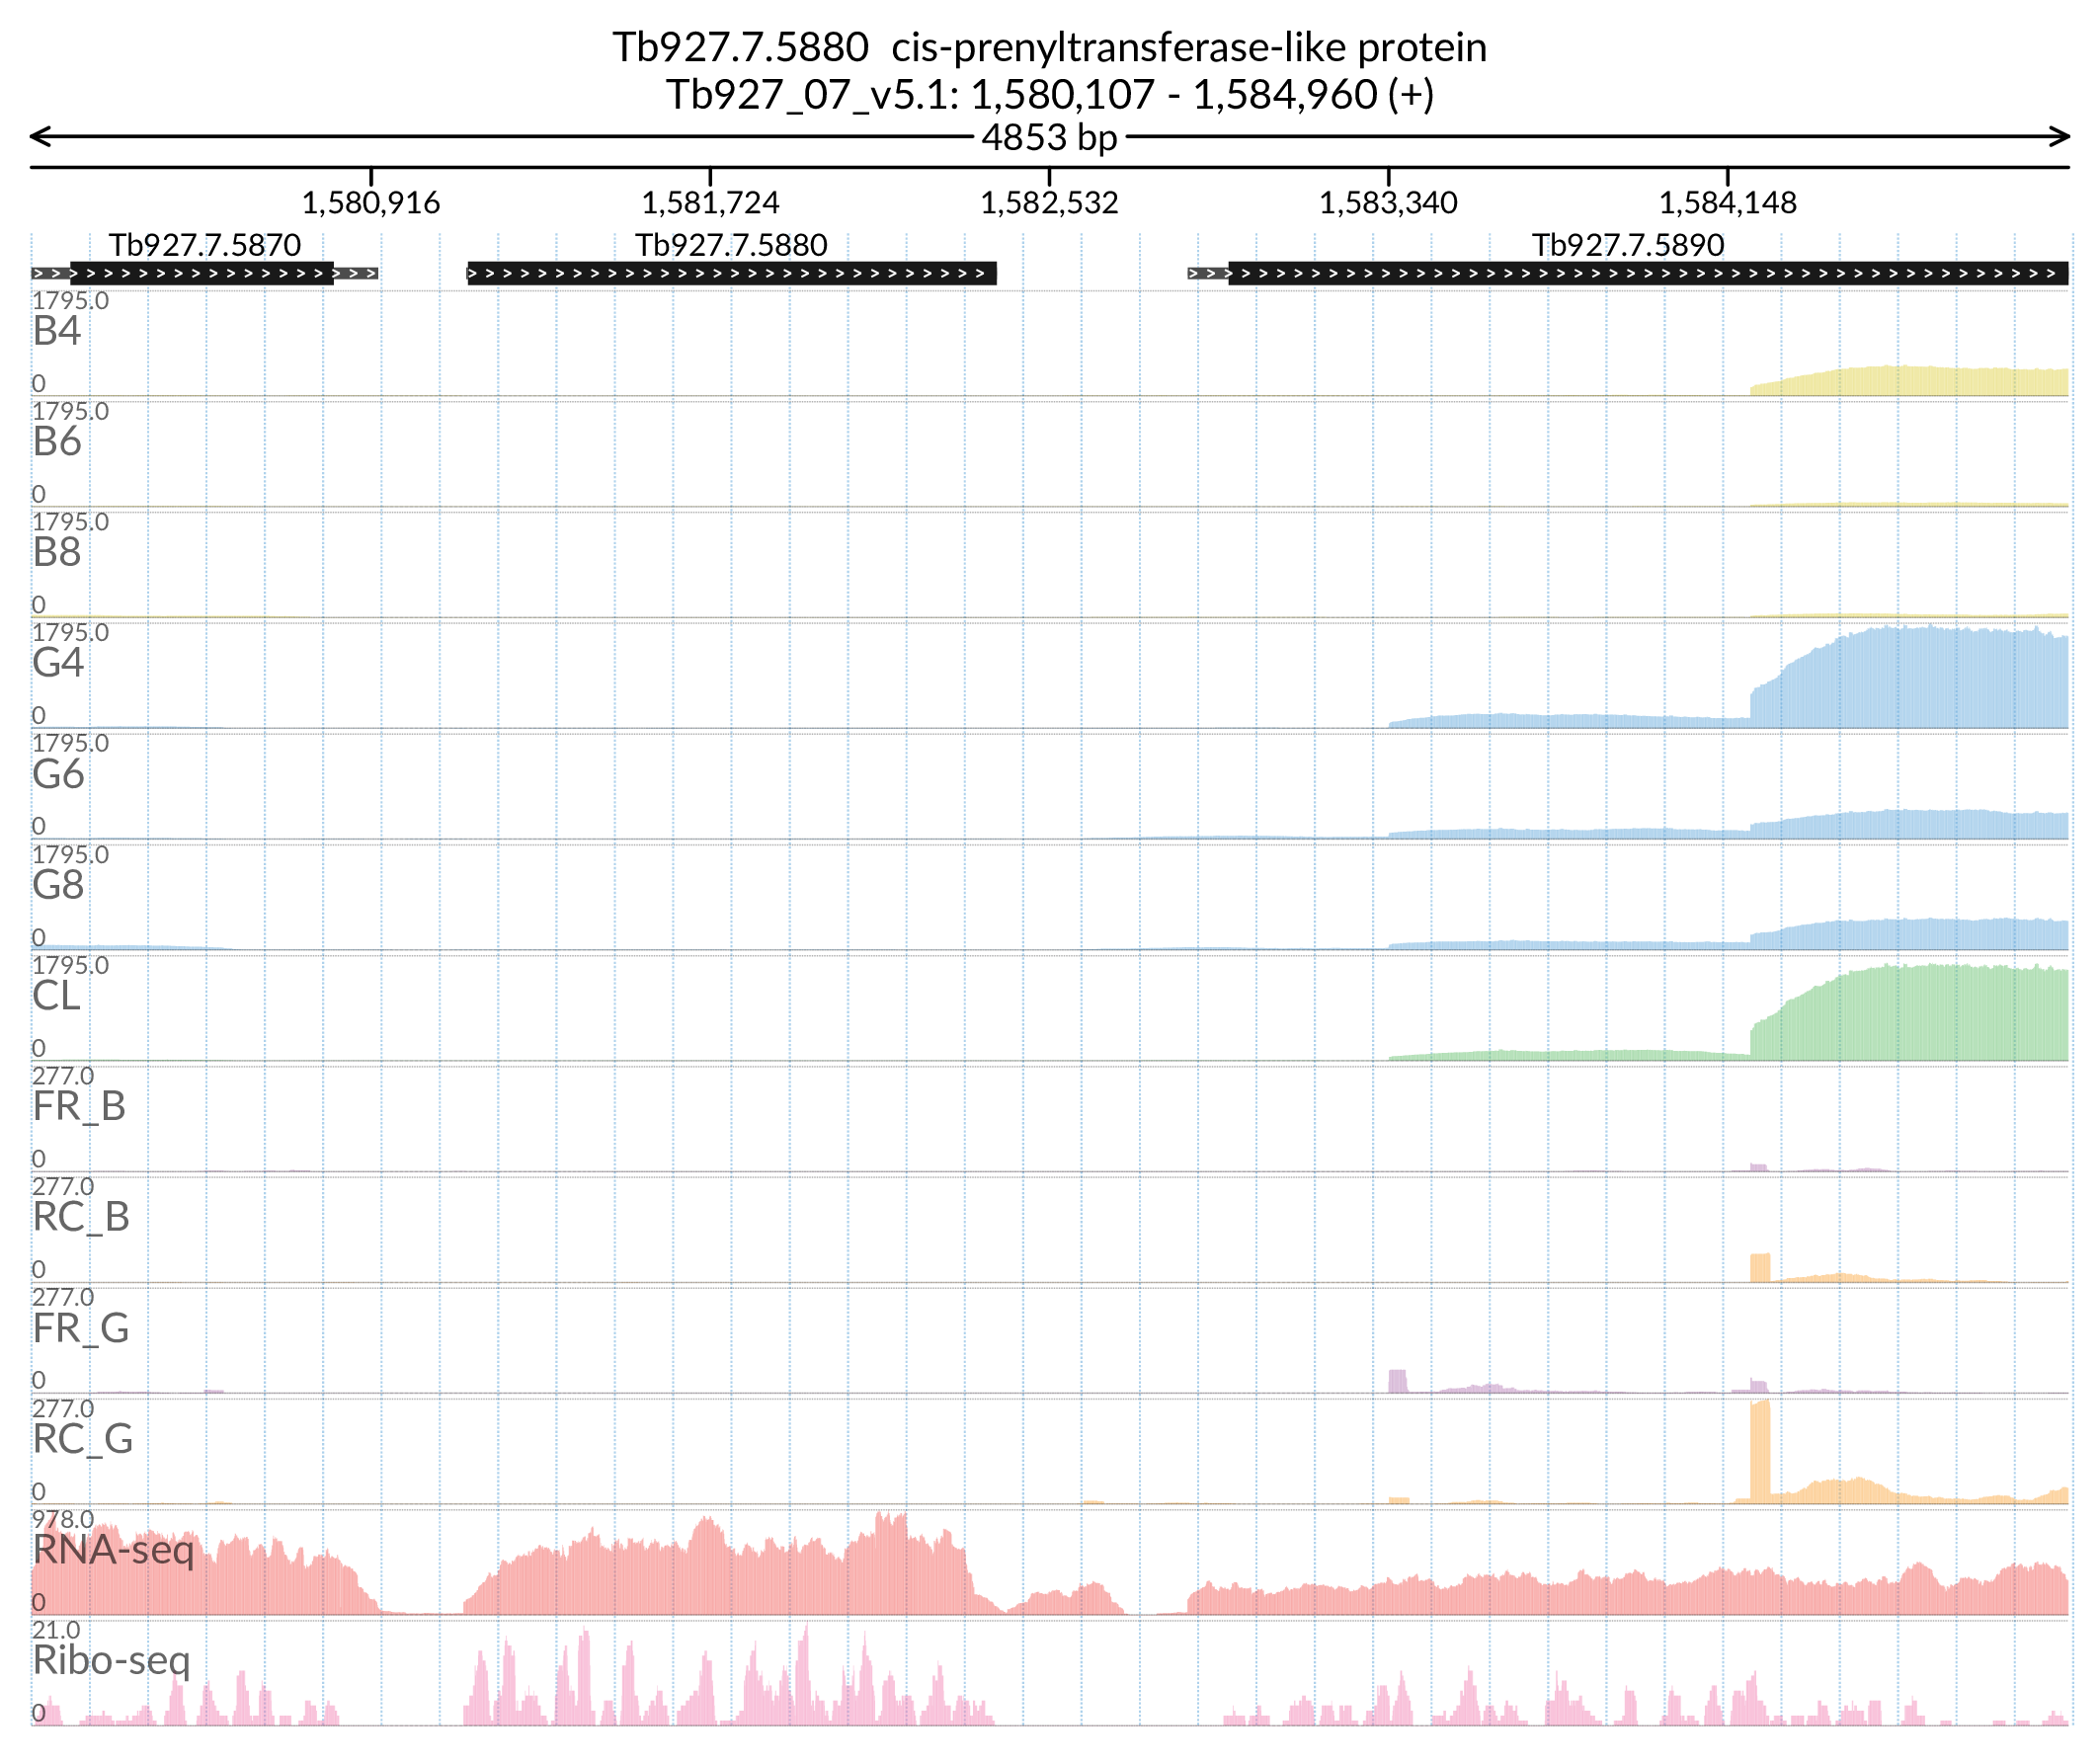 Tb927.7.5880  cis-prenyltransferase-like protein
Tb927_07_v5.1: 1,580,107 - 1,584,960 (+)
4853 bp
1,580,916 1,581,724 1,582,532 1,583,340 1,584,148
Tb927.7.5870 Tb927.7.5880 Tb927.7.5890
1795.0
B4
0
1795.0
B6
0
1795.0
B8
0
1795.0
G4
0
1795.0
G6
0
1795.0
G8
0
1795.0
CL
0
277.0
FR_B
0
277.0
RC_B
0
277.0
FR_G
0
277.0
RC_G
0
978.0
RNA-seq
0
21.0
Ribo-seq
0